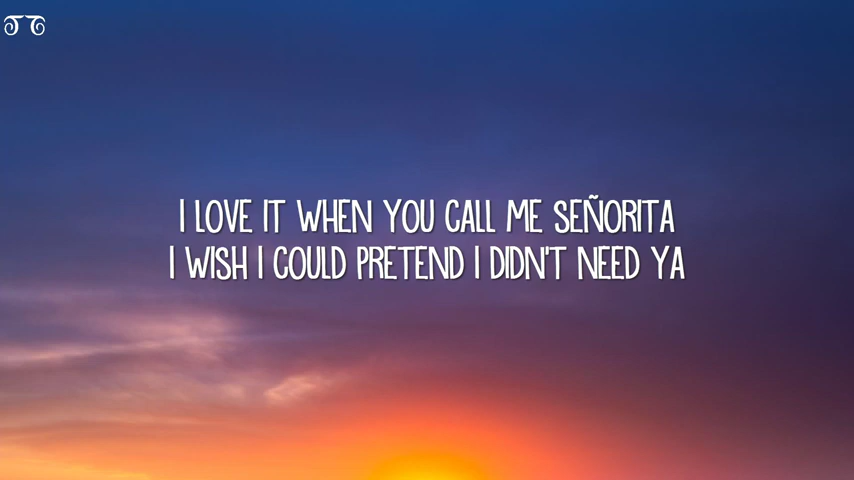 I LOVE IT WHEN YOU CALL ME SEÑORITA
I WISH I COULD PRETEND I DIDN'T NEED YA